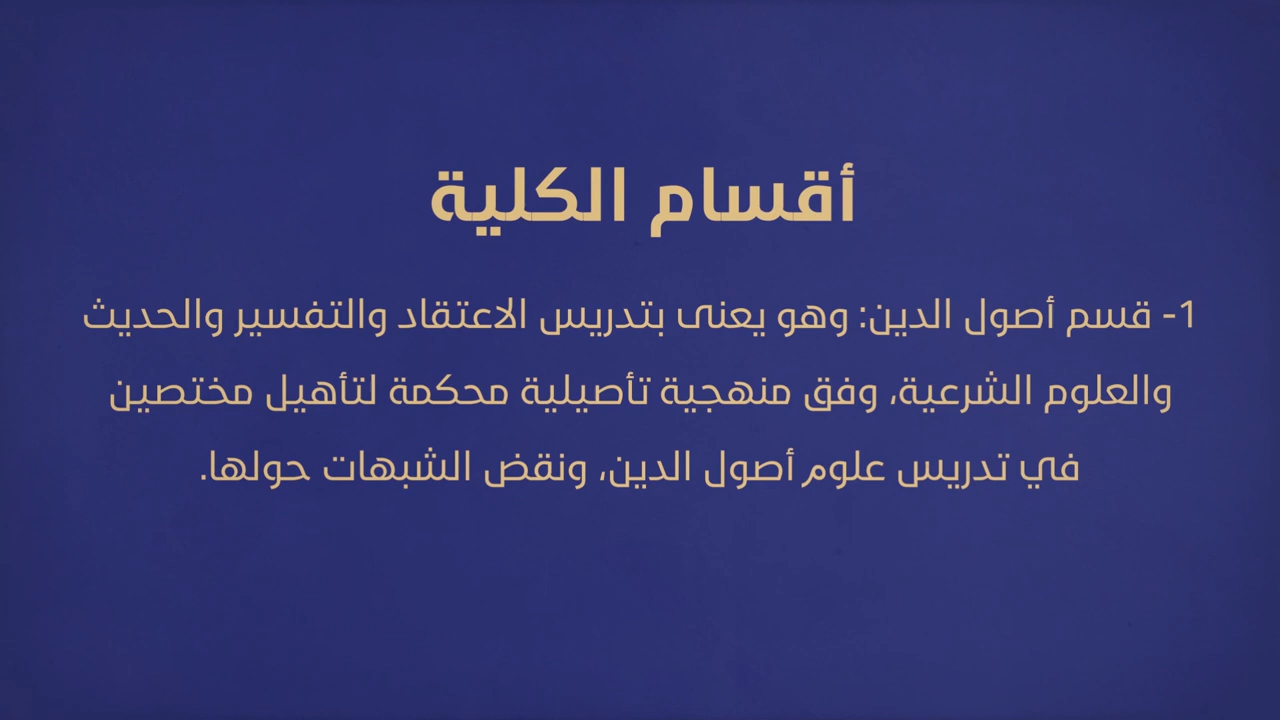 أقسام الكلية
1- قسم أصول الدين: وهو يعنى بتدريس الاعتقاد والتفسير والحديث
والعلوم الشرعية، وفق منهجية تأصيلية محكمة لتأهيل مختصين
في تدريس علوم أصول الدين، ونقض الشبهات حولها.